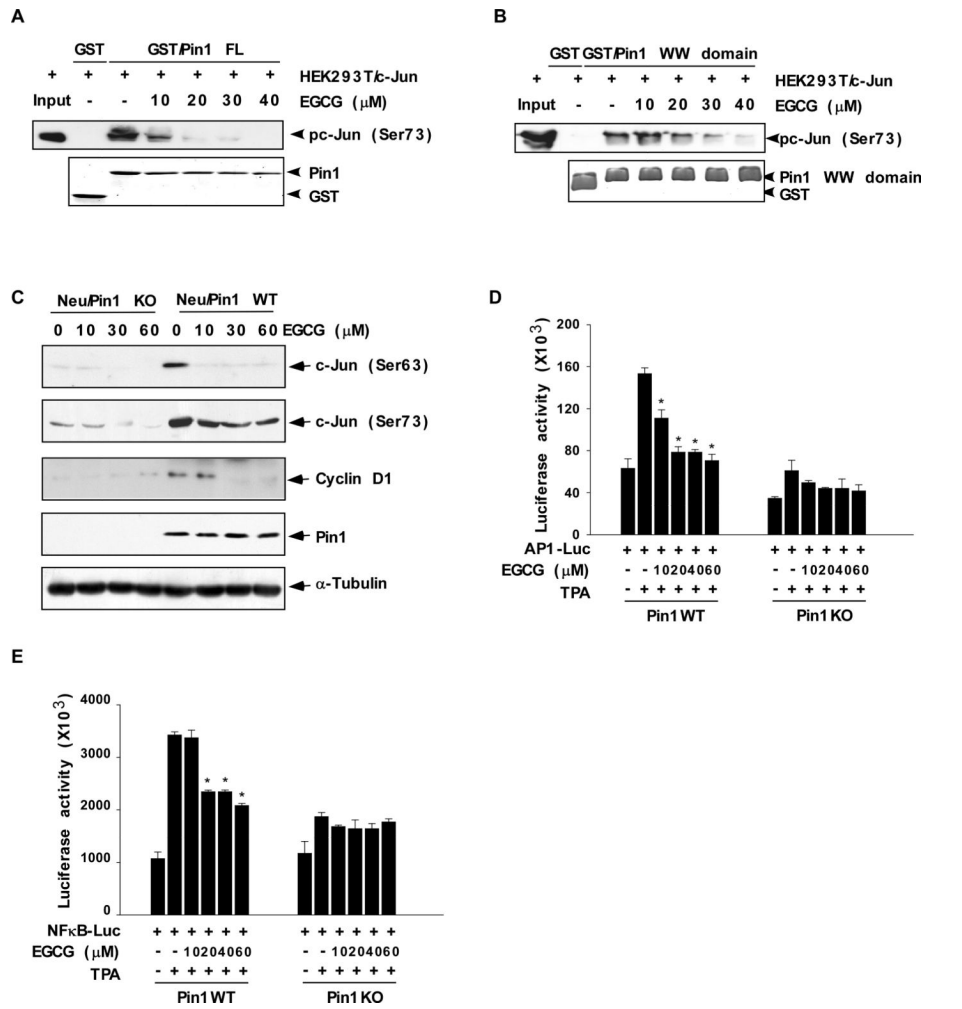 A
GST GST/Pin1 FL
+ + + + + + + HEK293T/c-Jun
Input - - 10 20 30 40 EGCG (μM)
pc-Jun (Ser73)
Pin1
GST
B
GST GST/Pin1 WW domain
+ + + + + + + HEK293T/c-Jun
Input - - 10 20 30 40 EGCG (μM)
pc-Jun (Ser73)
Pin1 WW domain
GST
C
Neu/Pin1 KO Neu/Pin1 WT
0 10 30 60 0 10 30 60 EGCG (μM)
c-Jun (Ser63)
c-Jun (Ser73)
Cyclin D1
Pin1
α-Tubulin
D
Luciferase activity (X10³)
200
160
120
80
40
0
* * * *
AP1-Luc + + + + + + + + + + + +
EGCG (μM) - - 10 20 40 60 - - 10 20 40 60
TPA - + + + + + - + + + + +
Pin1 WT Pin1 KO
E
Luciferase activity (X10³)
4000
3000
2000
1000
0
* * *
NFκB-Luc + + + + + + + + + + + +
EGCG (μM) - - 10 20 40 60 - - 10 20 40 60
TPA - + + + + + - + + + + +
Pin1 WT Pin1 KO